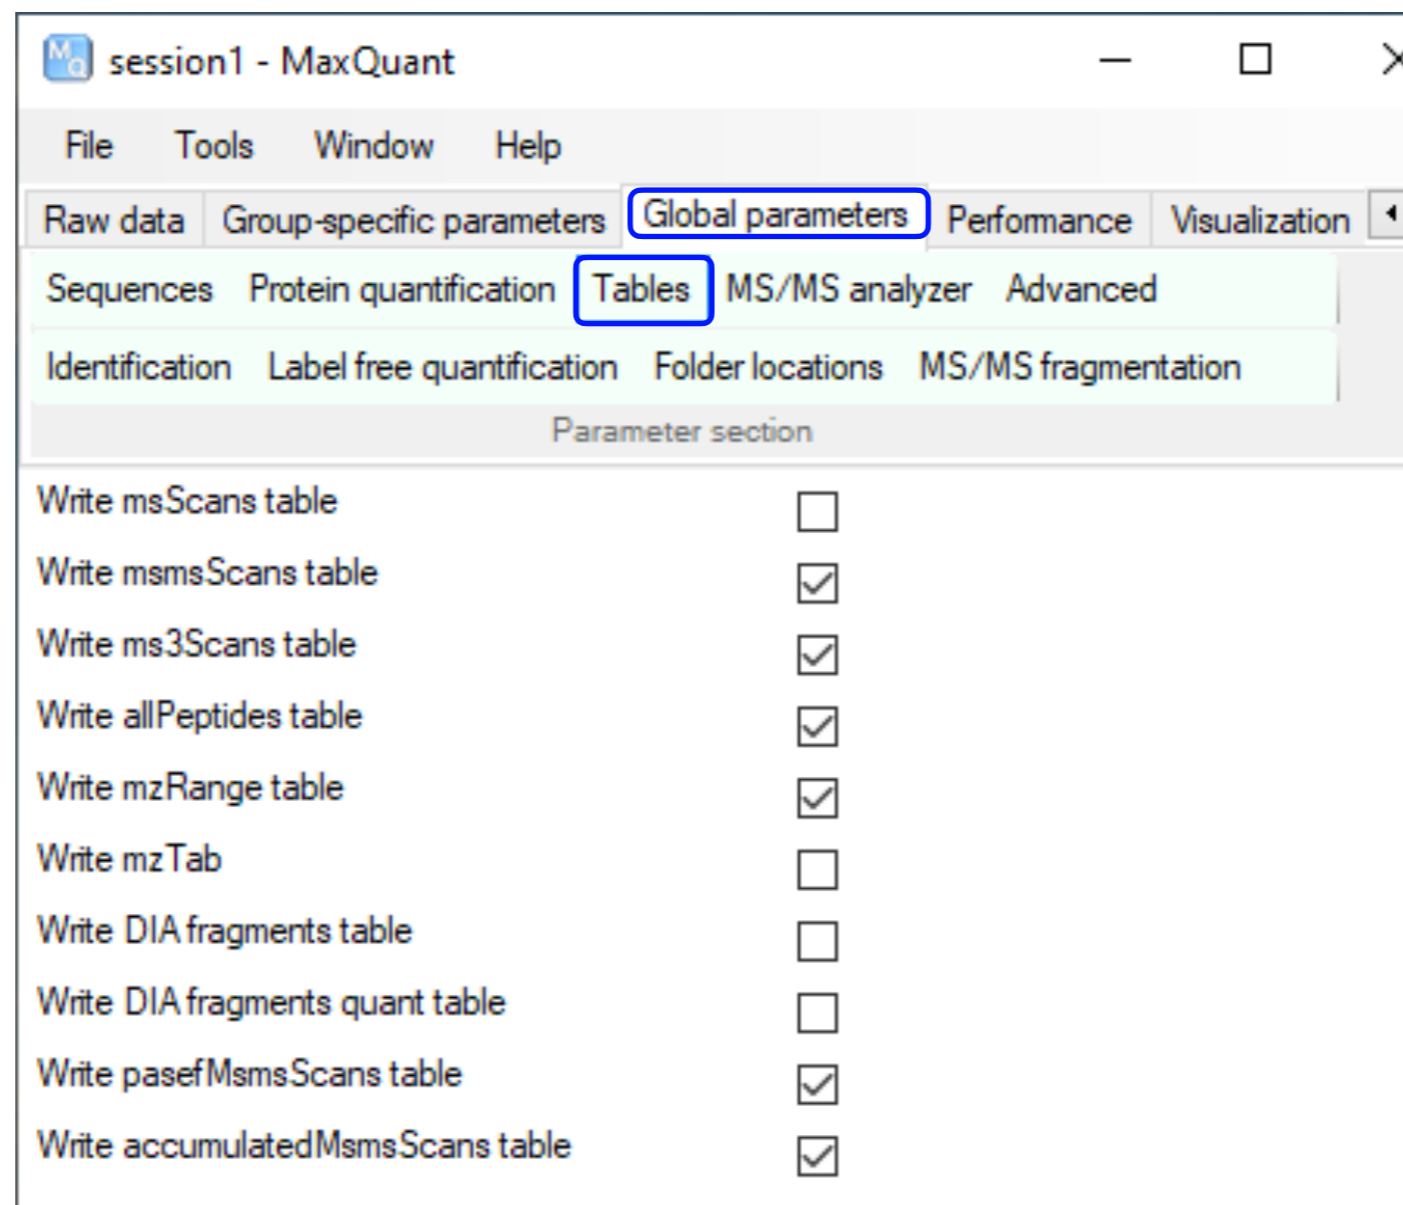 session1 - MaxQuant
File Tools Window Help
Raw data Group-specific parameters Global parameters Performance Visualization
Sequences Protein quantification Tables MS/MS analyzer Advanced
Identification Label free quantification Folder locations MS/MS fragmentation
Parameter section
Write msScans table
Write msmsScans table
Write ms3Scans table
Write allPeptides table
Write mzRange table
Write mzTab
Write DIA fragments table
Write DIA fragments quant table
Write pasefMsmsScans table
Write accumulatedMsmsScans table